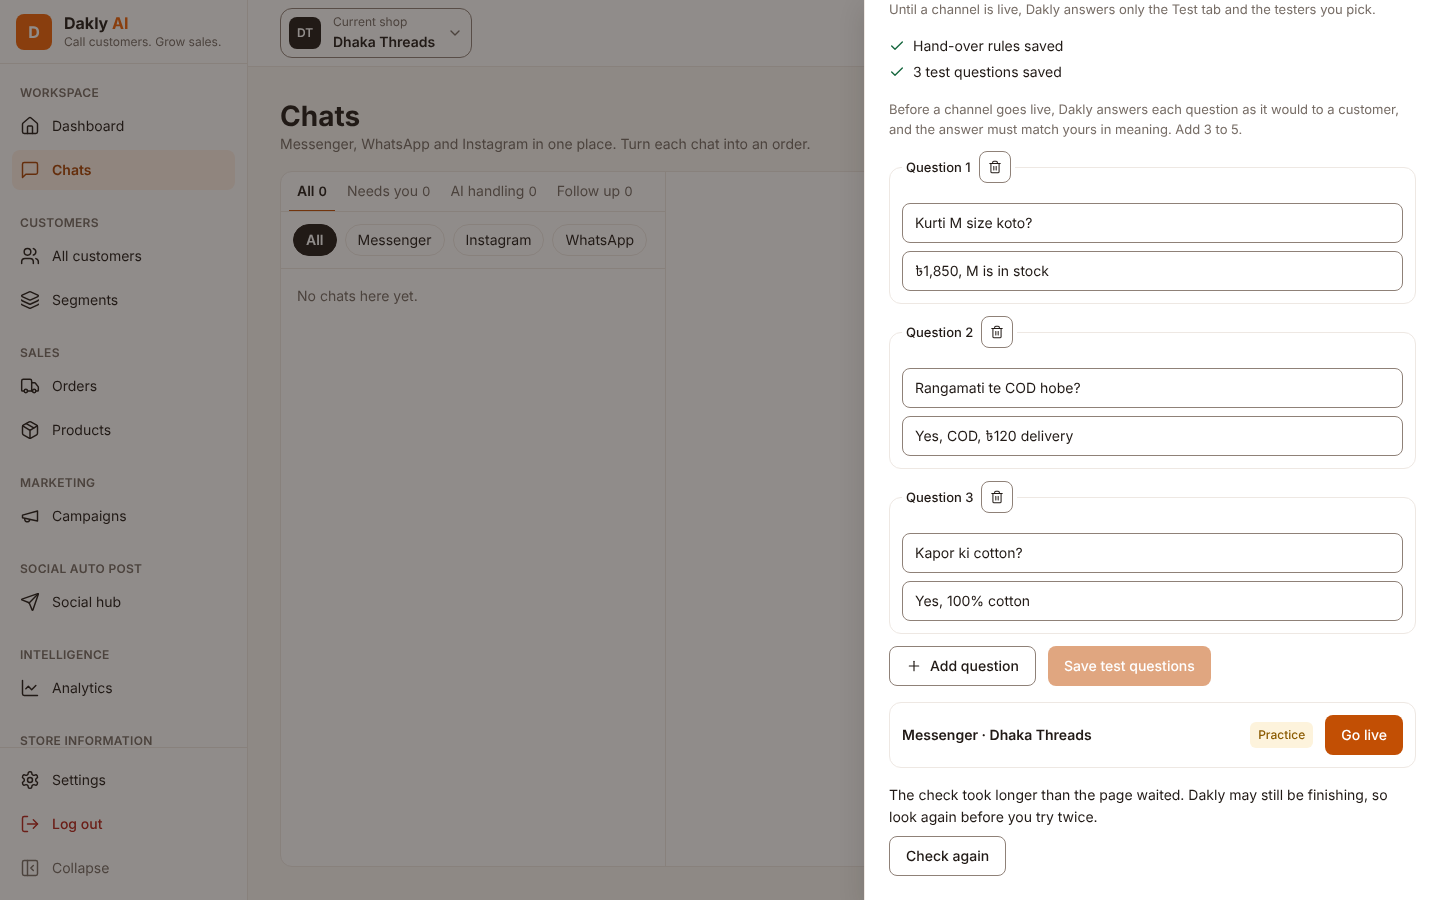 D
Dakly AI
Call customers. Grow sales.
WORKSPACE
Dashboard
Chats
CUSTOMERS
All customers
Segments
SALES
Orders
Products
MARKETING
Campaigns
SOCIAL AUTO POST
Social hub
INTELLIGENCE
Analytics
STORE INFORMATION
Settings
Log out
Collapse
DT
Current shop
Dhaka Threads
Chats
Messenger, WhatsApp and Instagram in one place. Turn each chat into an order.
All 0 Needs you 0 AI handling 0 Follow up 0
All Messenger Instagram WhatsApp
No chats here yet.
Until a channel is live, Dakly answers only the Test tab and the testers you pick.
Hand-over rules saved
3 test questions saved
Before a channel goes live, Dakly answers each question as it would to a customer,
and the answer must match yours in meaning. Add 3 to 5.
Question 1
Kurti M size koto?
৳1,850, M is in stock
Question 2
Rangamati te COD hobe?
Yes, COD, ৳120 delivery
Question 3
Kapor ki cotton?
Yes, 100% cotton
Add question Save test questions
Messenger · Dhaka Threads Practice Go live
The check took longer than the page waited. Dakly may still be finishing, so
look again before you try twice.
Check again